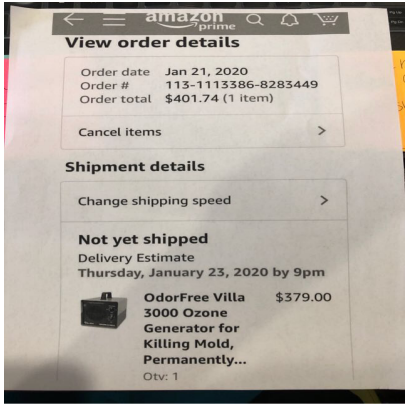 amazon
prime
View order details
Order date Jan 21, 2020
Order # 113-1113386-8283449
Order total $401.74 (1 item)
Cancel items >
Shipment details
Change shipping speed >
Not yet shipped
Delivery Estimate
Thursday, January 23, 2020 by 9pm
OdorFree Villa $379.00
3000 Ozone
Generator for
Killing Mold,
Permanently...
Qty: 1